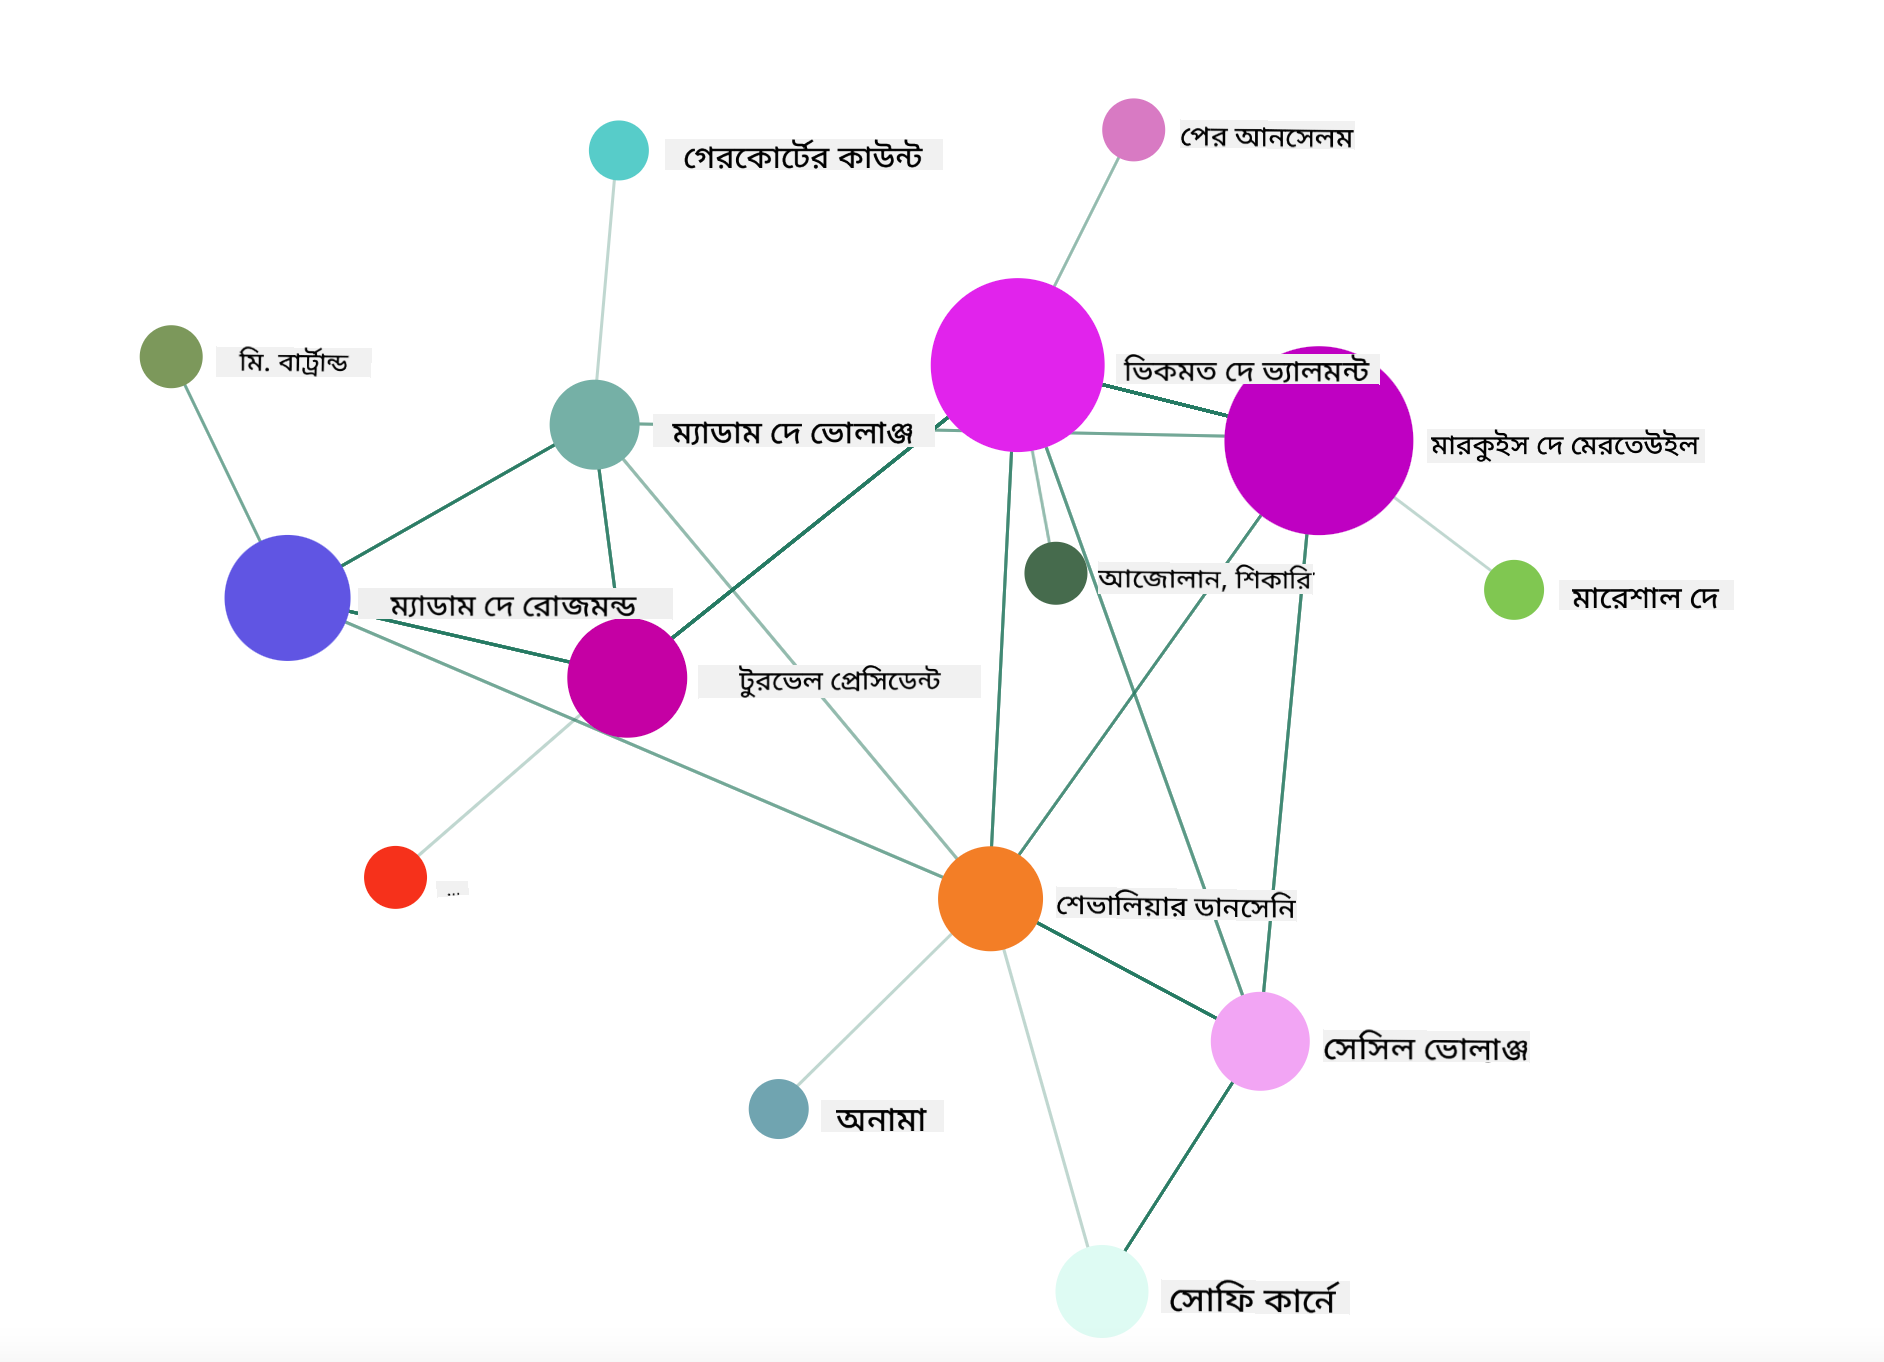 পের আনসেলম
গেরকোর্টের কাউন্ট
মি. বার্ট্রান্ড
ভিকমত দে ভ্যালমন্ট
ম্যাডাম দে ভোলাঞ্জ
মারকুইস দে মেরতেউইল
আজোলান, শিকারি
মারেশাল দে
ম্যাডাম দে রোজমন্ড
টুরভেল প্রেসিডেন্ট
...
শেভালিয়ার ডানসেনি
সেসিল ভোলাঞ্জ
অনামা
সোফি কার্নে